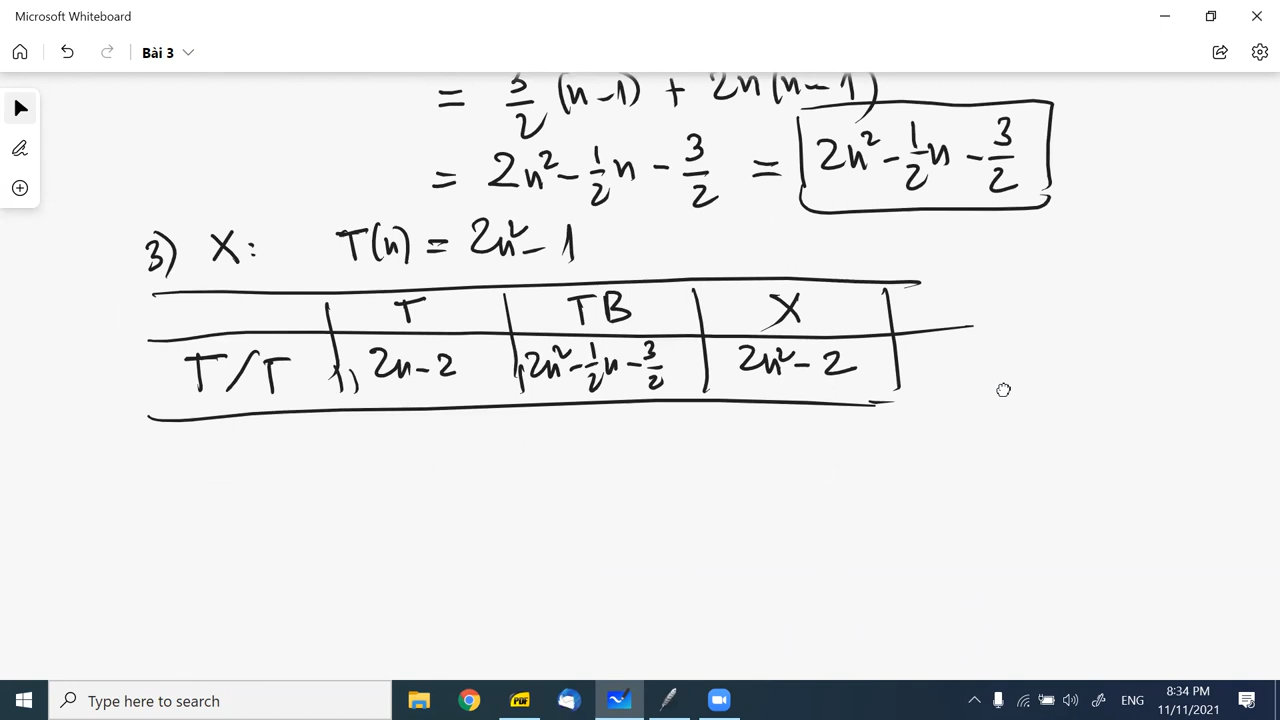 Microsoft Whiteboard
Bài 3
= 3/2 (n-1) + 2n(n-1)
= 2n² - 1/2 n - 3/2 = 2n² - 1/2 n - 3/2
3) X: T(n) = 2n² - 1
T TB X
T/T 2n - 2 2n² - 1/2 n - 3/2 2n² - 2
Type here to search
ENG
8:34 PM
11/11/2021